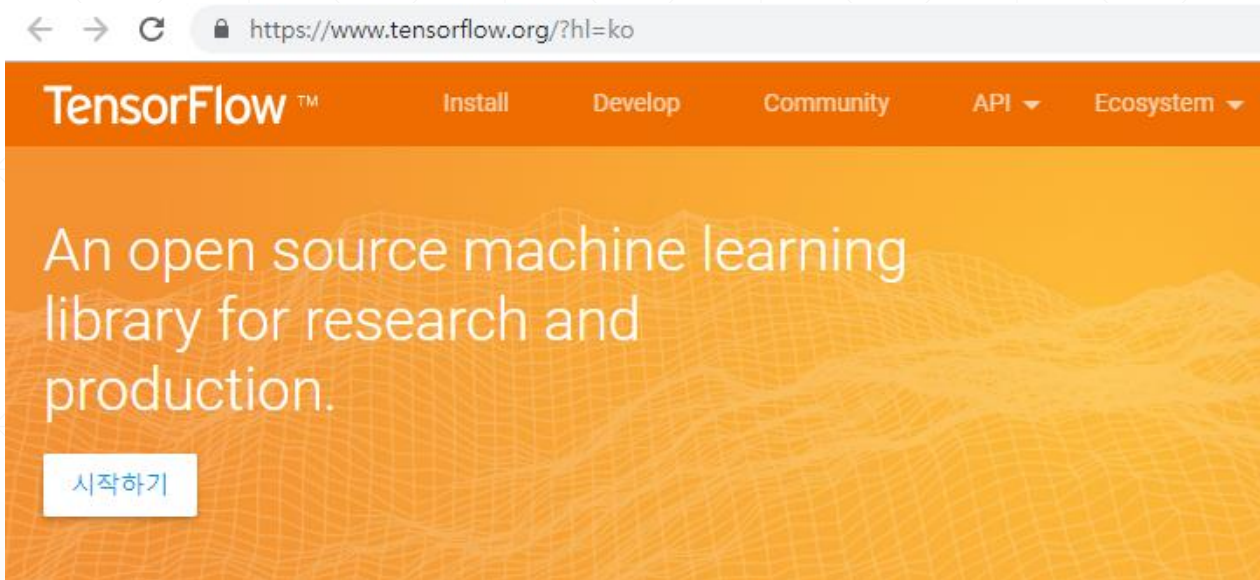 https://www.tensorflow.org/?hl=ko
TensorFlow ™ Install Develop Community API Ecosystem
An open source machine learning
library for research and
production.
시작하기